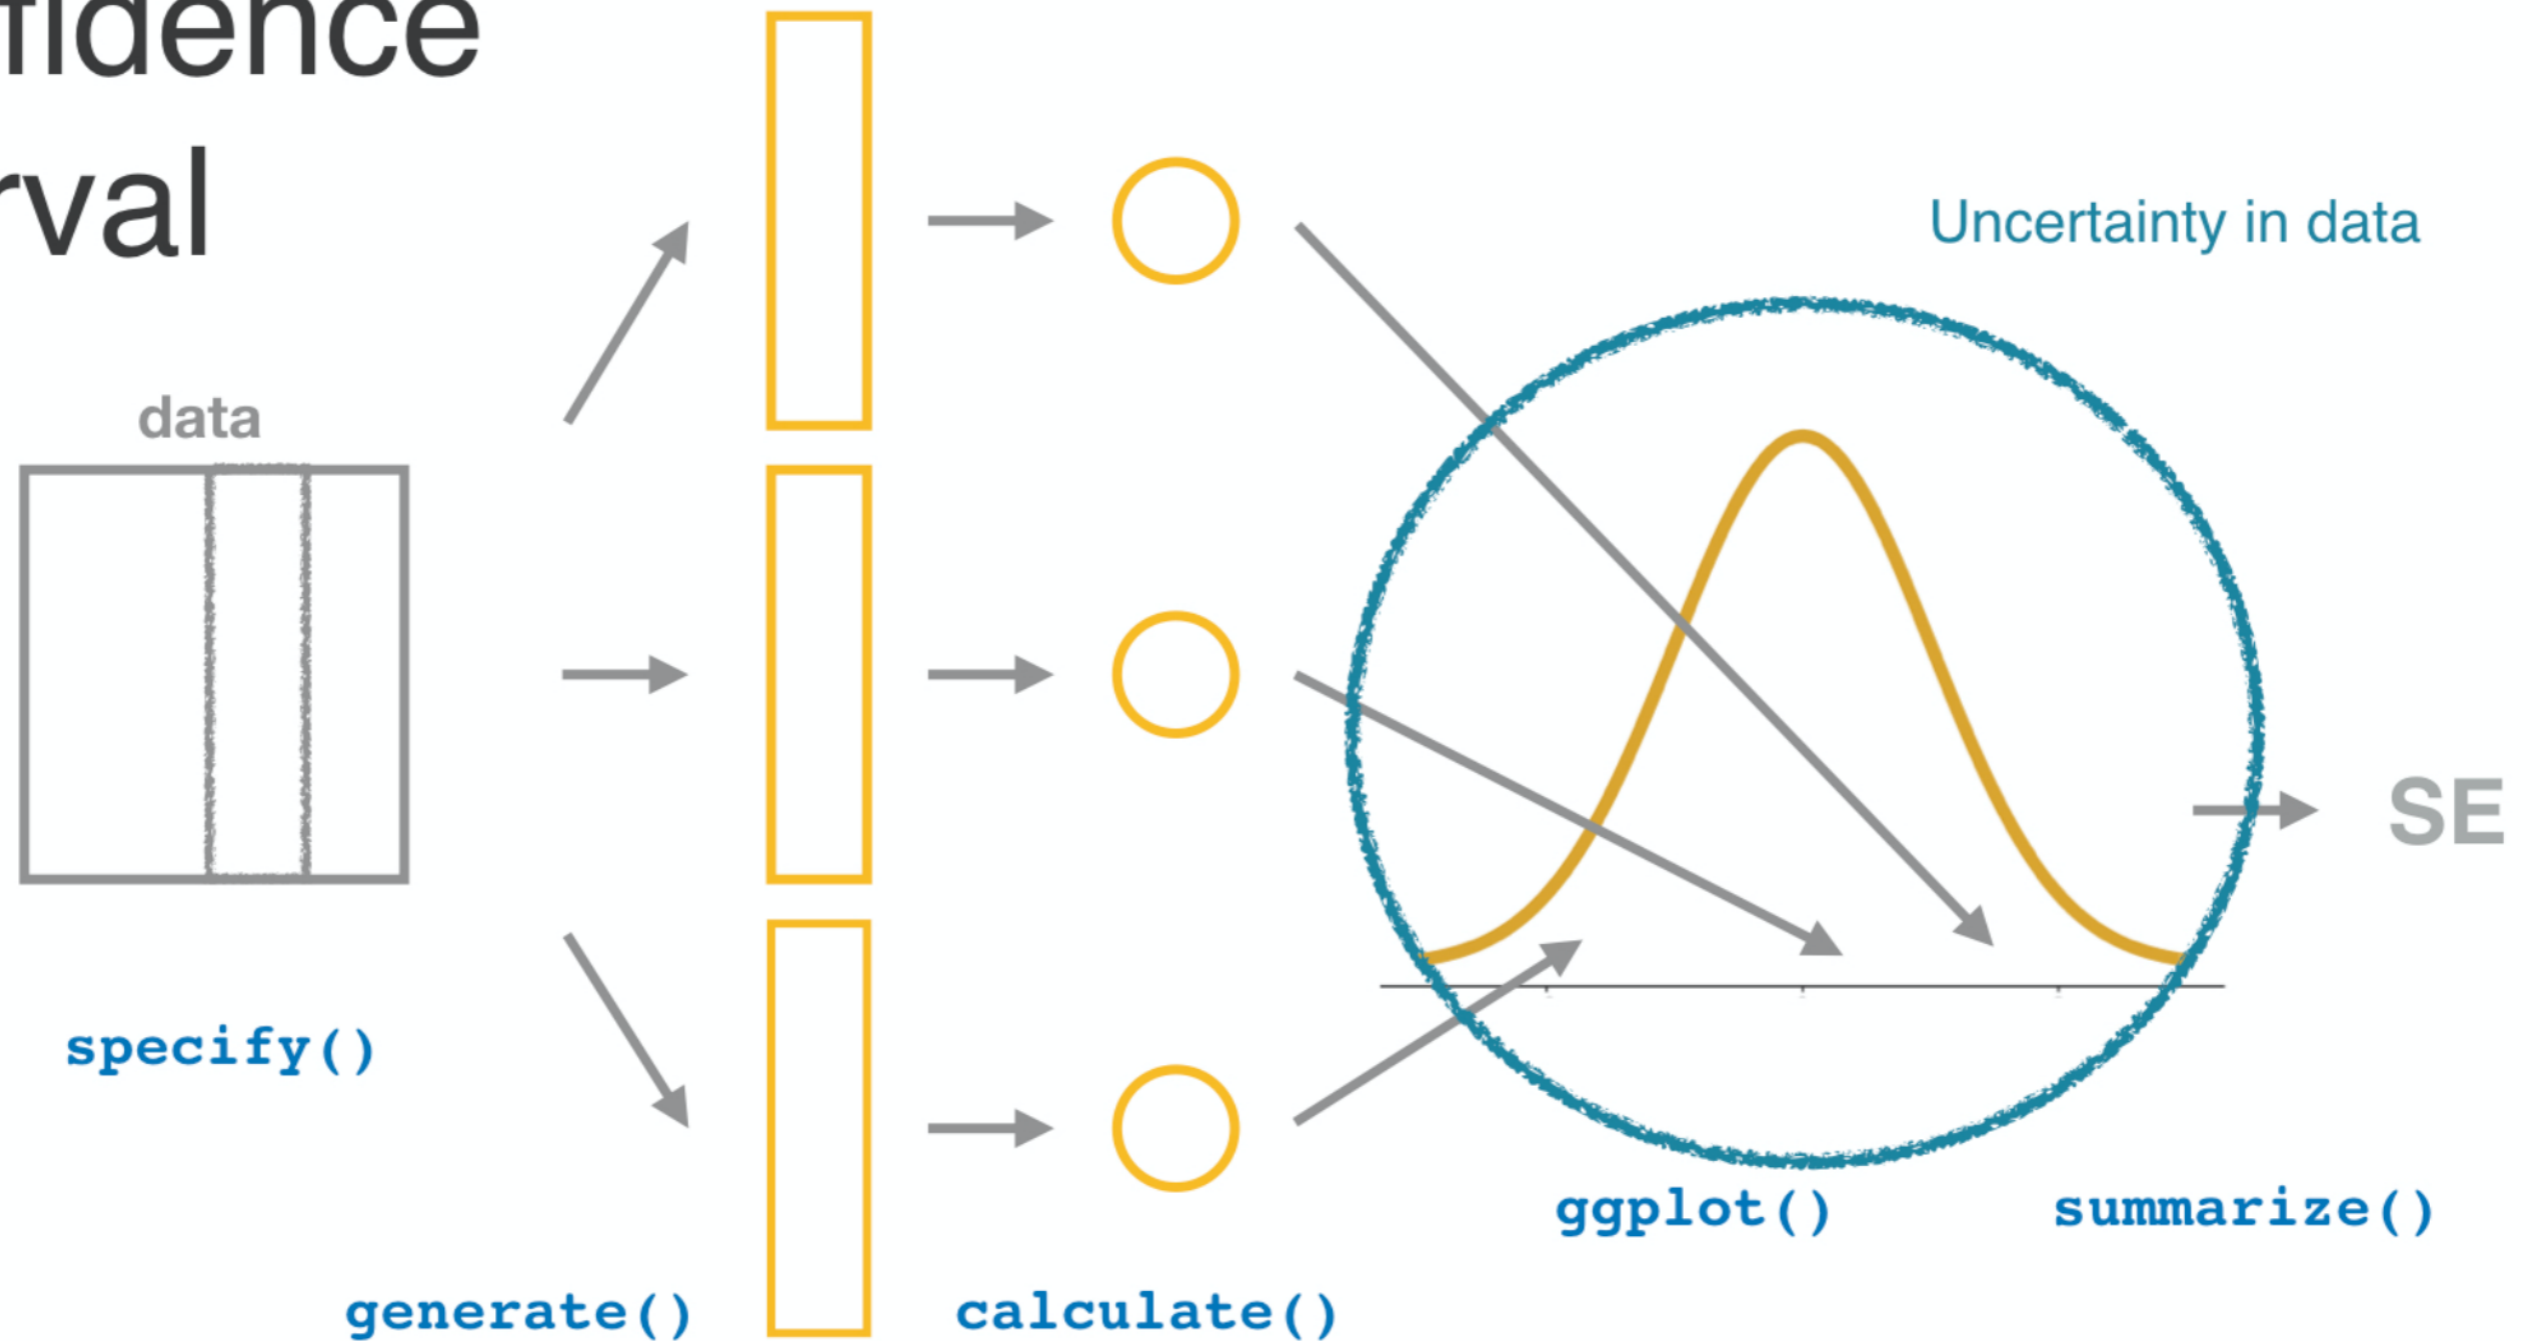 fidence
rval
Uncertainty in data
data
SE
specify()
ggplot()
summarize()
generate()
calculate()